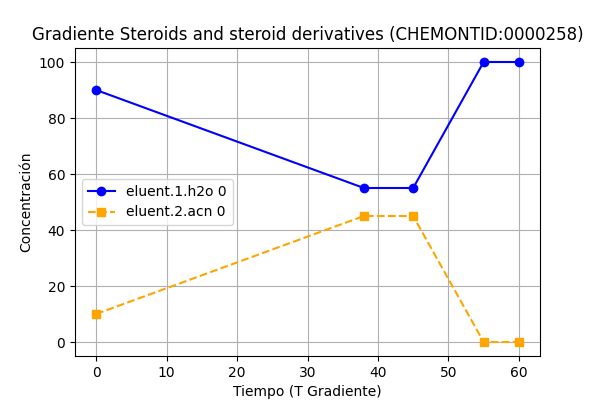 Gradiente Steroids and steroid derivatives (CHEMONTID:0000258)
100
80
60
40
20
0
Concentración
eluent.1.h2o 0
eluent.2.acn 0
0 10 20 30 40 50 60
Tiempo (T Gradiente)